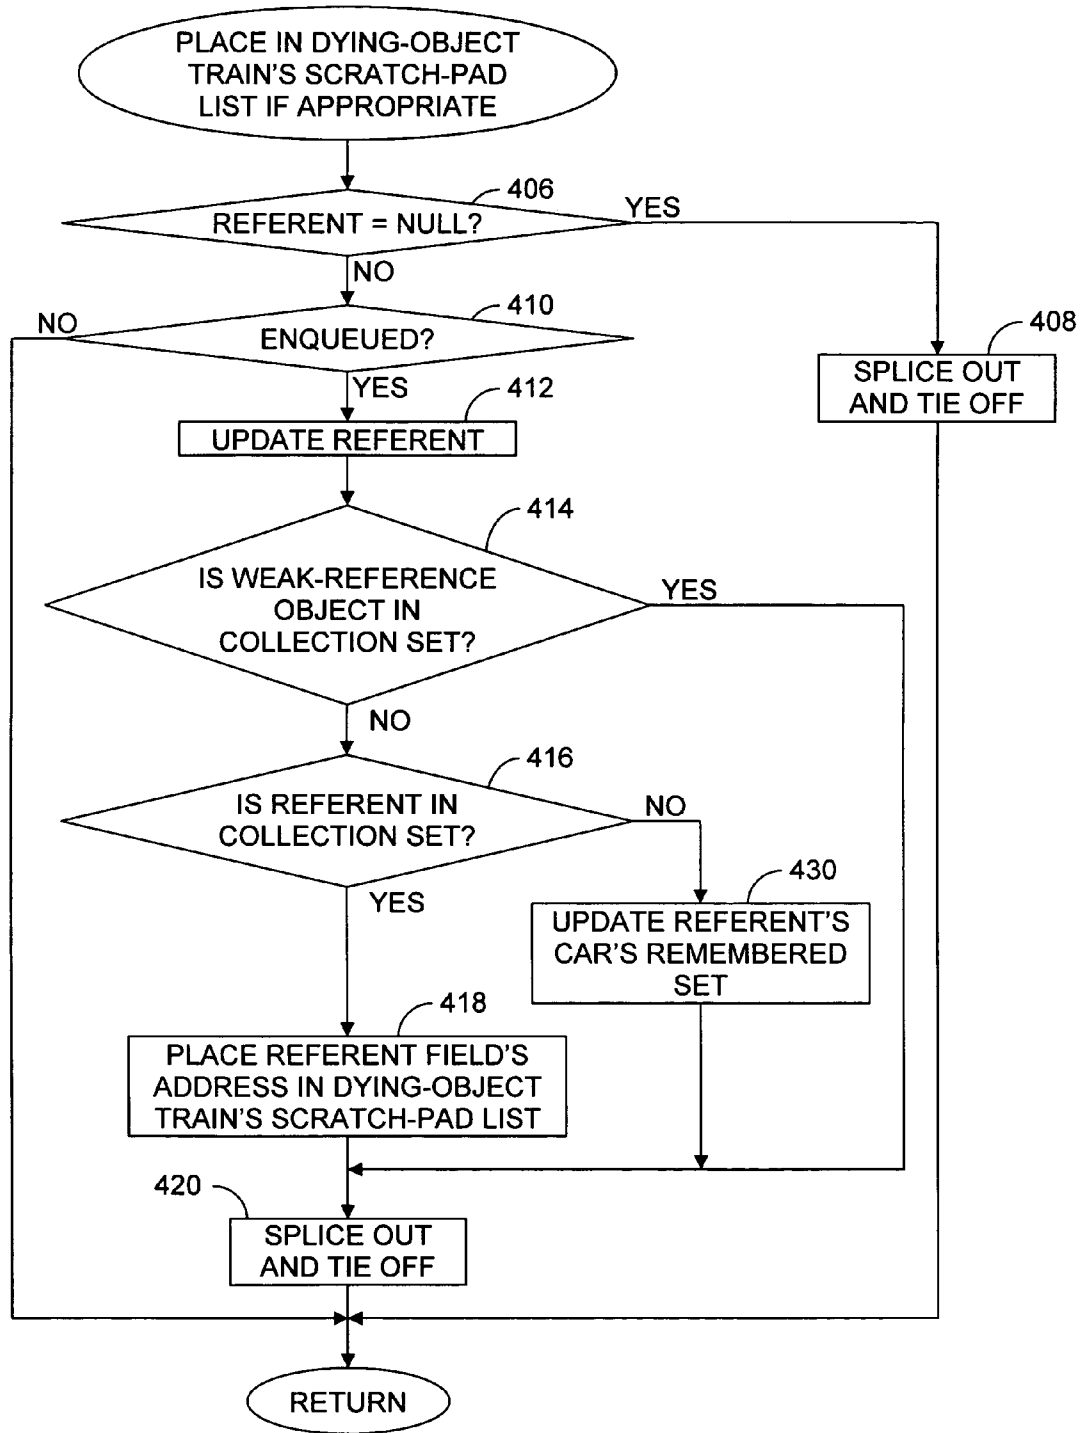 PLACE IN DYING-OBJECT
TRAIN'S SCRATCH-PAD
LIST IF APPROPRIATE
406
REFERENT = NULL?
YES
NO
410
NO
ENQUEUED?
408
SPLICE OUT
AND TIE OFF
YES
412
UPDATE REFERENT
414
IS WEAK-REFERENCE
OBJECT IN
COLLECTION SET?
YES
NO
416
IS REFERENT IN
COLLECTION SET?
NO
YES
430
UPDATE REFERENT'S
CAR'S REMEMBERED
SET
418
PLACE REFERENT FIELD'S
ADDRESS IN DYING-OBJECT
TRAIN'S SCRATCH-PAD LIST
420
SPLICE OUT
AND TIE OFF
RETURN